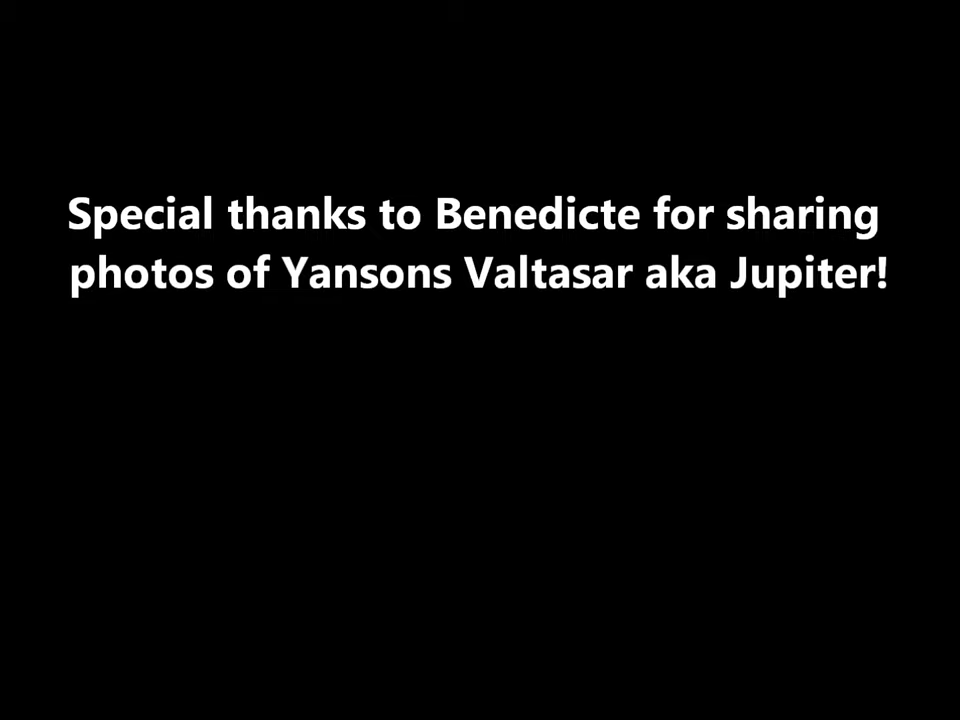 Special thanks to Benedicte for sharing
photos of Yansons Valtasar aka Jupiter!